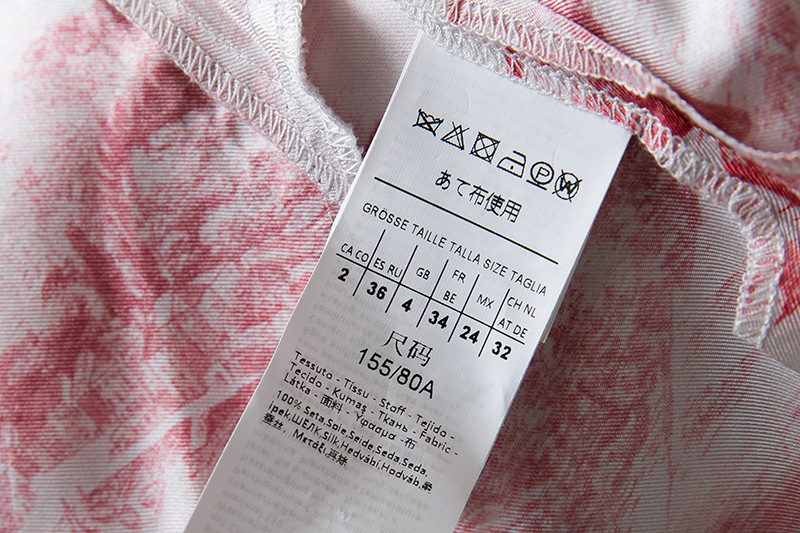 あて布使用
GRÖSSE TAILLE TALLA SIZE TAGLIA
CA CO ES RU GB FR BE MX CH NL AT DE
2 36 4 34 24 32
尺码
155/80A
Tessuto - Tissu - Stoff - Tejido -
Tecido - Kumaş - Ткань - Fabric -
Látka - 面料 - Υφασμα - 布
100% Seta,Soie,Seide,Seda,Seda,
İpek,ШЁЛК,Silk,Hedvábí,Hodváb,桑
蚕丝, Μετάξι,真絲